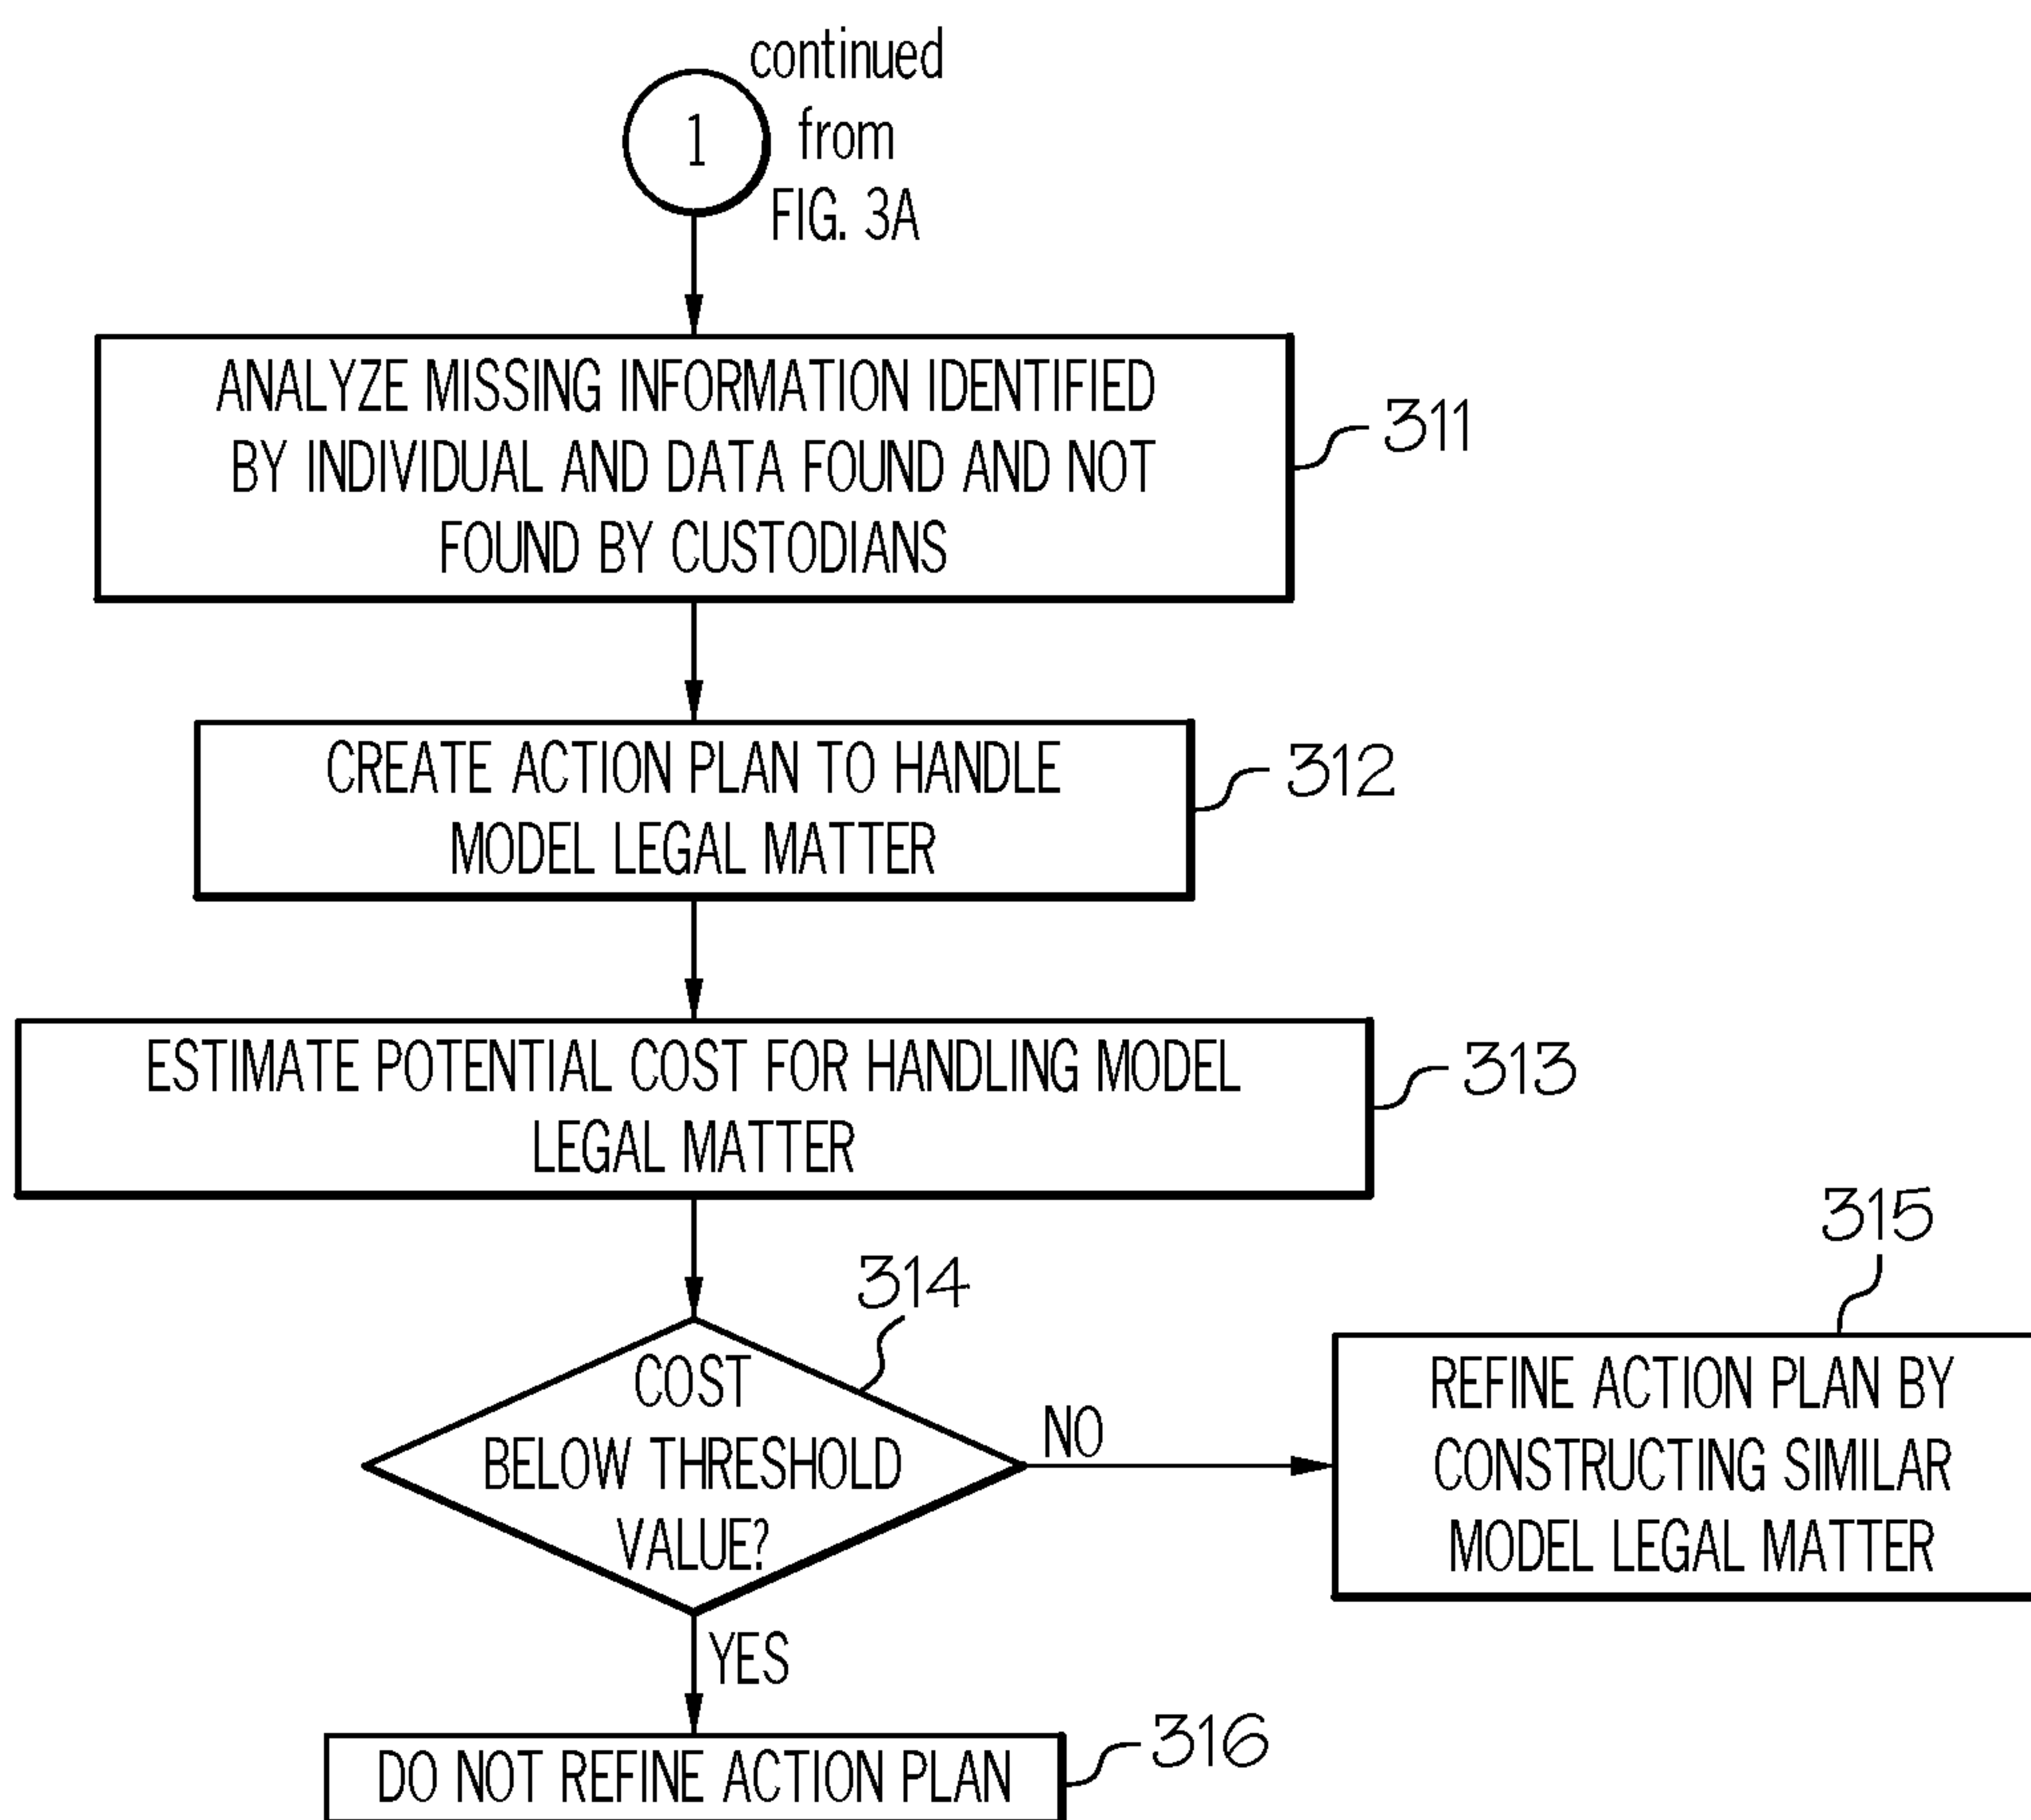 continued
1
from
FIG. 3A
ANALYZE MISSING INFORMATION IDENTIFIED
BY INDIVIDUAL AND DATA FOUND AND NOT
FOUND BY CUSTODIANS
311
CREATE ACTION PLAN TO HANDLE
MODEL LEGAL MATTER
312
ESTIMATE POTENTIAL COST FOR HANDLING MODEL
LEGAL MATTER
313
314
COST
BELOW THRESHOLD
VALUE?
NO
315
REFINE ACTION PLAN BY
CONSTRUCTING SIMILAR
MODEL LEGAL MATTER
YES
DO NOT REFINE ACTION PLAN
316